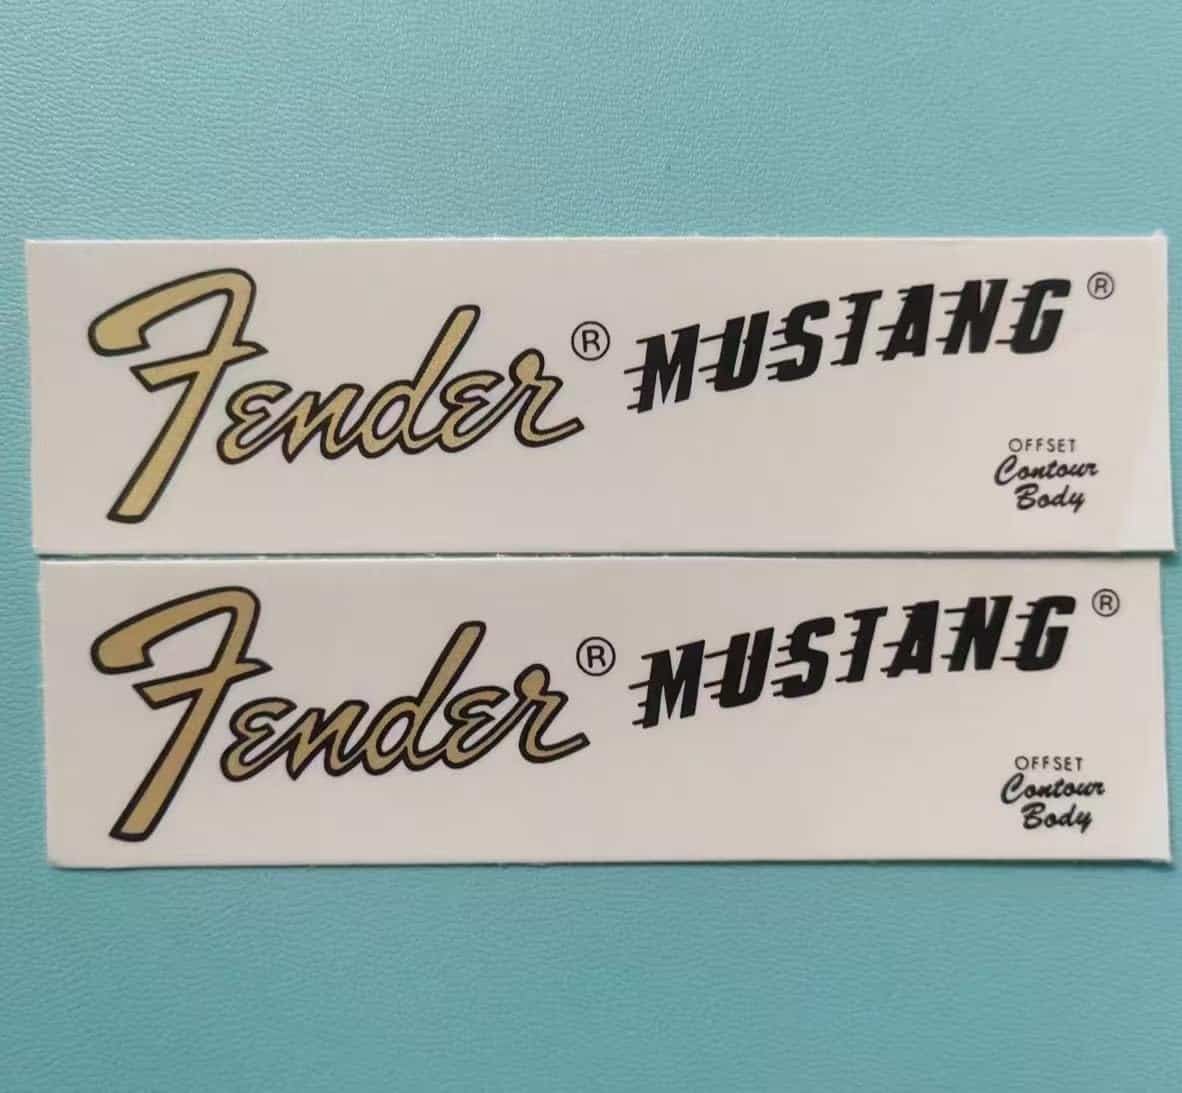 Fender® MUSTANG®
OFFSET
Contour
Body
Fender® MUSTANG®
OFFSET
Contour
Body